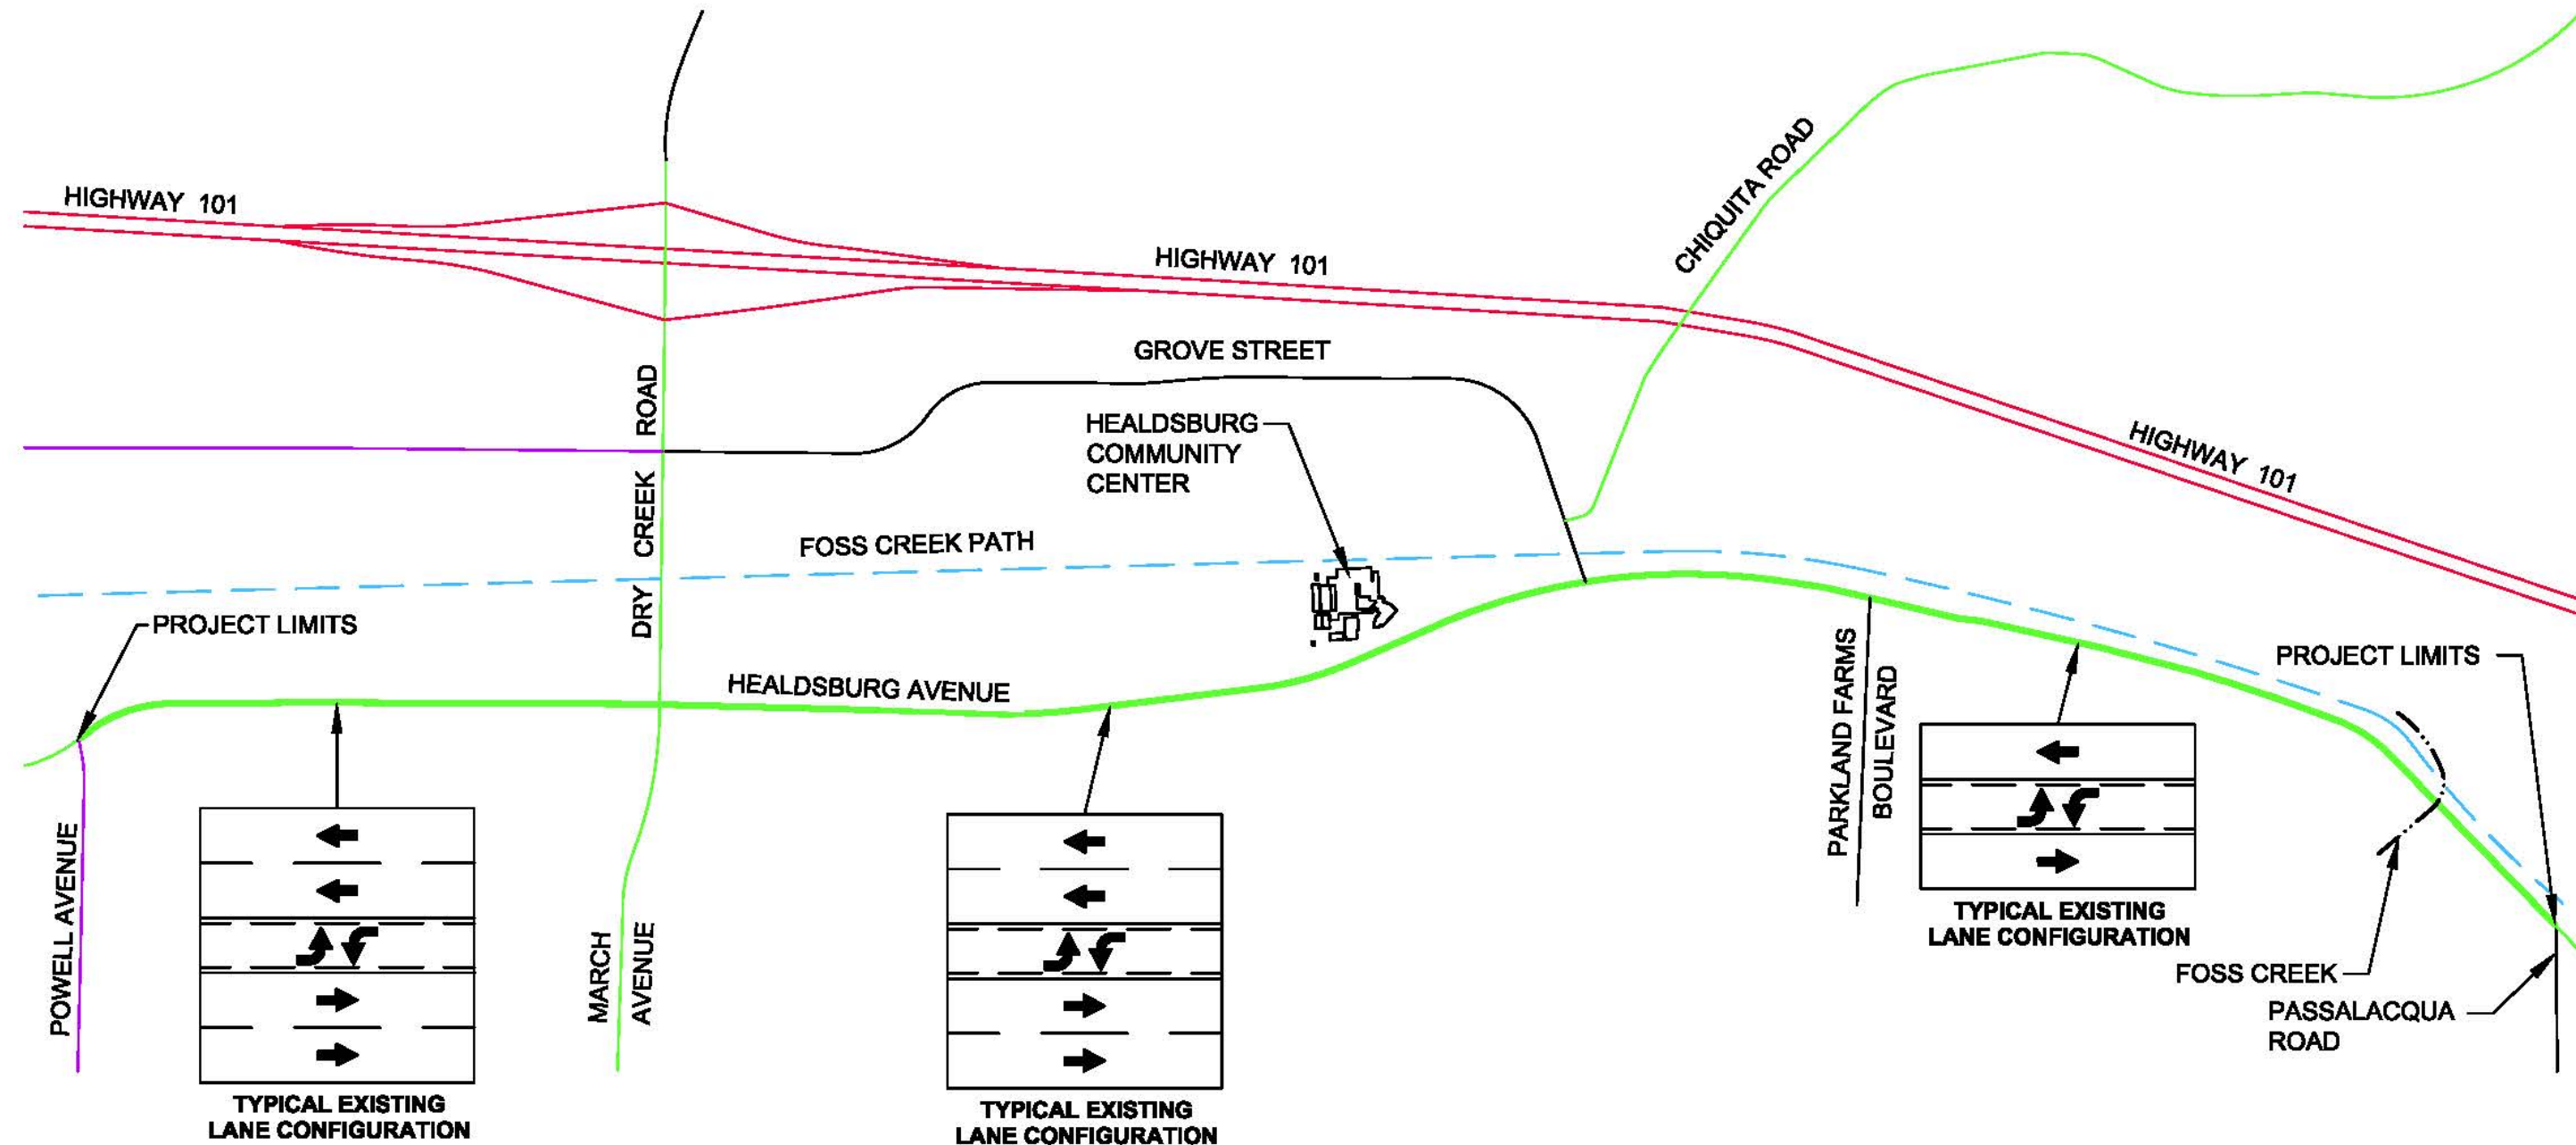 HIGHWAY 101
HIGHWAY 101
CHIQUITA ROAD
GROVE STREET
HEALDSBURG
COMMUNITY
CENTER
HIGHWAY 101
DRY CREEK ROAD
FOSS CREEK PATH
PROJECT LIMITS
HEALDSBURG AVENUE
PARKLAND FARMS
BOULEVARD
PROJECT LIMITS
POWELL AVENUE
MARCH
AVENUE
TYPICAL EXISTING
LANE CONFIGURATION
TYPICAL EXISTING
LANE CONFIGURATION
TYPICAL EXISTING
LANE CONFIGURATION
FOSS CREEK
PASSALACQUA
ROAD